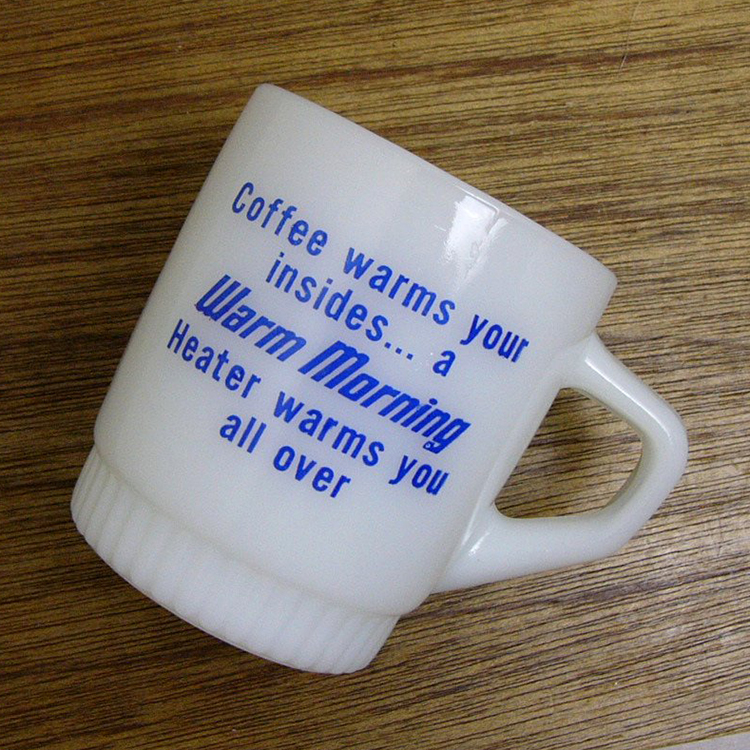 Coffee warms your
insides... a
Warm Morning
Heater warms you
all over